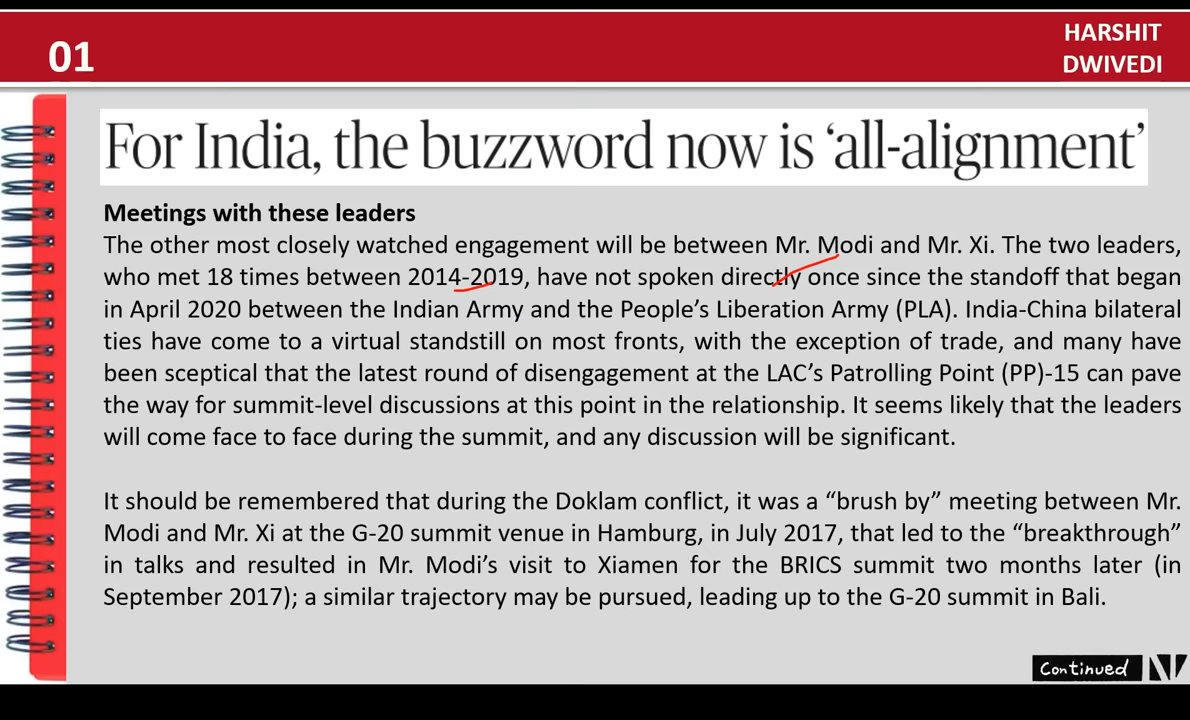 01
HARSHIT
DWIVEDI
For India, the buzzword now is ‘all-alignment’
Meetings with these leaders
The other most closely watched engagement will be between Mr. Modi and Mr. Xi. The two leaders,
who met 18 times between 2014-2019, have not spoken directly once since the standoff that began
in April 2020 between the Indian Army and the People’s Liberation Army (PLA). India-China bilateral
ties have come to a virtual standstill on most fronts, with the exception of trade, and many have
been sceptical that the latest round of disengagement at the LAC’s Patrolling Point (PP)-15 can pave
the way for summit-level discussions at this point in the relationship. It seems likely that the leaders
will come face to face during the summit, and any discussion will be significant.
It should be remembered that during the Doklam conflict, it was a “brush by” meeting between Mr.
Modi and Mr. Xi at the G-20 summit venue in Hamburg, in July 2017, that led to the “breakthrough”
in talks and resulted in Mr. Modi’s visit to Xiamen for the BRICS summit two months later (in
September 2017); a similar trajectory may be pursued, leading up to the G-20 summit in Bali.
Continued